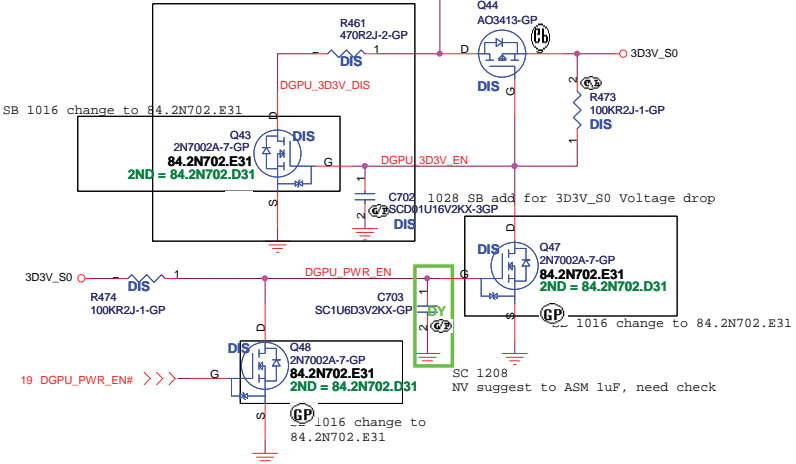 Q44
AO3413-GP
R461
470R2J-2-GP
1
DIS
D
3D3V_S0
DGPU_3D3V_DIS
DIS
G
2
R473
100KR2J-1-GP
DIS
1
SB 1016 change to 84.2N702.E31
D
Q43
2N7002A-7-GP
84.2N702.E31
2ND = 84.2N702.D31
DIS
G
DGPU_3D3V_EN
S
1
2
C702
SCD01U16V2KX-3GP
DIS
1028 SB add for 3D3V_S0 Voltage drop
D
DIS
Q47
2N7002A-7-GP
84.2N702.E31
2ND = 84.2N702.D31
G
S
GP
1016 change to 84.2N702.E31
3D3V_S0
1
R474
100KR2J-1-GP
DIS
DGPU_PWR_EN
C703
SC1U6D3V2KX-GP
1
DY
2
D
DIS
Q48
2N7002A-7-GP
84.2N702.E31
2ND = 84.2N702.D31
19 DGPU_PWR_EN#
G
S
GP
1016 change to
84.2N702.E31
SC 1208
NV suggest to ASM 1uF, need check